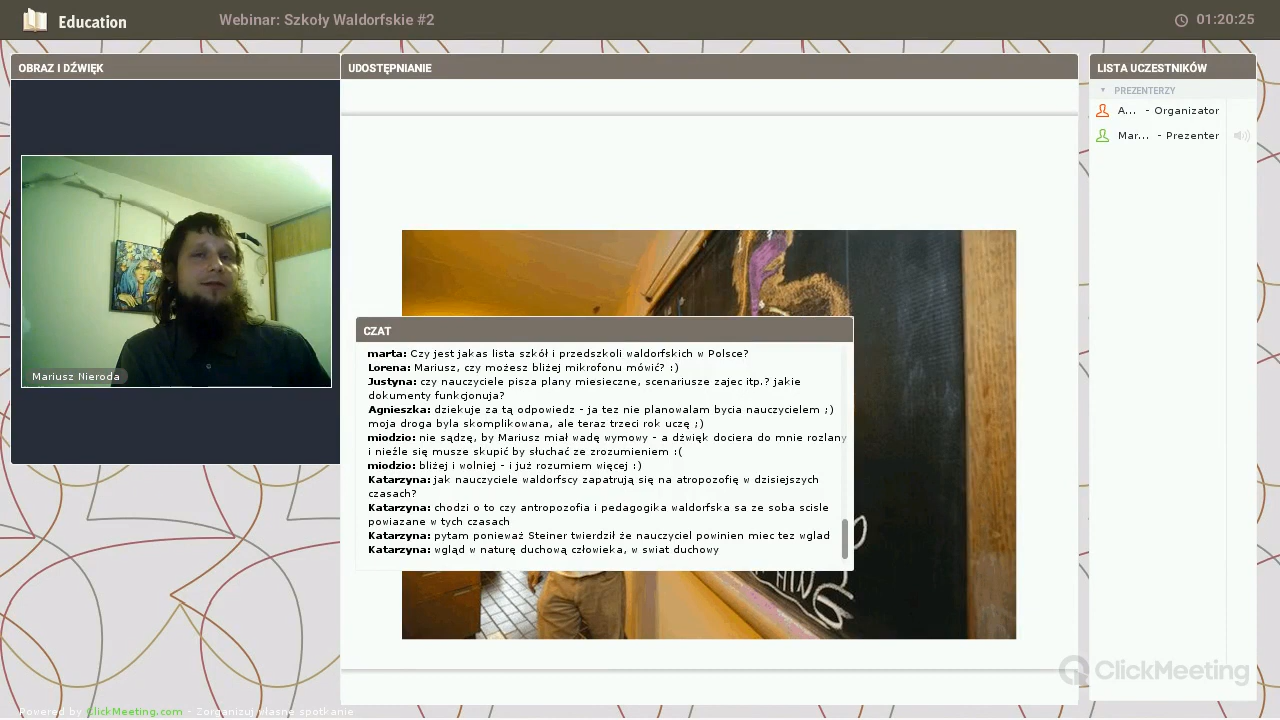 Education
Webinar: Szkoły Waldorfskie #2
01:20:25
OBRAZ I DŹWIĘK
UDOSTĘPNIANIE
LISTA UCZESTNIKÓW
PREZENTERZY
A... - Organizator
Mar... - Prezenter
Mariusz Nieroda
CZAT
marta: Czy jest jakas lista szkół i przedszkoli waldorfskich w Polsce?
Lorena: Mariusz, czy możesz bliżej mikrofonu mówić? :)
Justyna: czy nauczyciele pisza plany miesieczne, scenariusze zajec itp.? jakie
dokumenty funkcjonuja?
Agnieszka: dziekuje za tą odpowiedz - ja tez nie planowalam bycia nauczycielem ;)
moja droga byla skomplikowana, ale teraz trzeci rok uczę ;)
miodzio: nie sądzę, by Mariusz miał wadę wymowy - a dźwięk dociera do mnie rozlany
i nieźle się musze skupić by słuchać ze zrozumieniem :(
miodzio: bliżej i wolniej - i już rozumiem więcej :)
Katarzyna: jak nauczyciele waldorfscy zapatrują się na atropozofię w dzisiejszych
czasach?
Katarzyna: chodzi o to czy antropozofia i pedagogika waldorfska sa ze soba scisle
powiazane w tych czasach
Katarzyna: pytam ponieważ Steiner twierdził że nauczyciel powinien miec tez wglad
Katarzyna: wgląd w naturę duchową człowieka, w swiat duchowy
ClickMeeting
Powered by ClickMeeting.com - Zorganizuj własne spotkanie